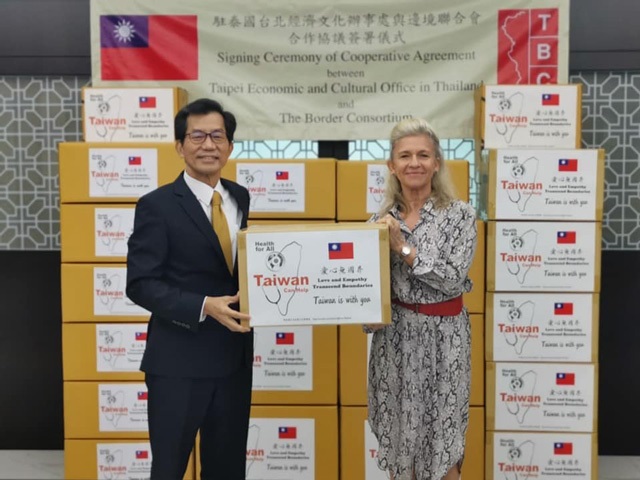 駐泰國台北經濟文化辦事處與邊境聯合會
合作協議簽署儀式
Signing Ceremony of Cooperative Agreement
between
Taipei Economic and Cultural Office in Thailand
and
The Border Consortium
TBC
Health
for All
Taiwan
Can Help
愛心無國界
Love and Empathy
Transcend Boundaries
Taiwan is with you